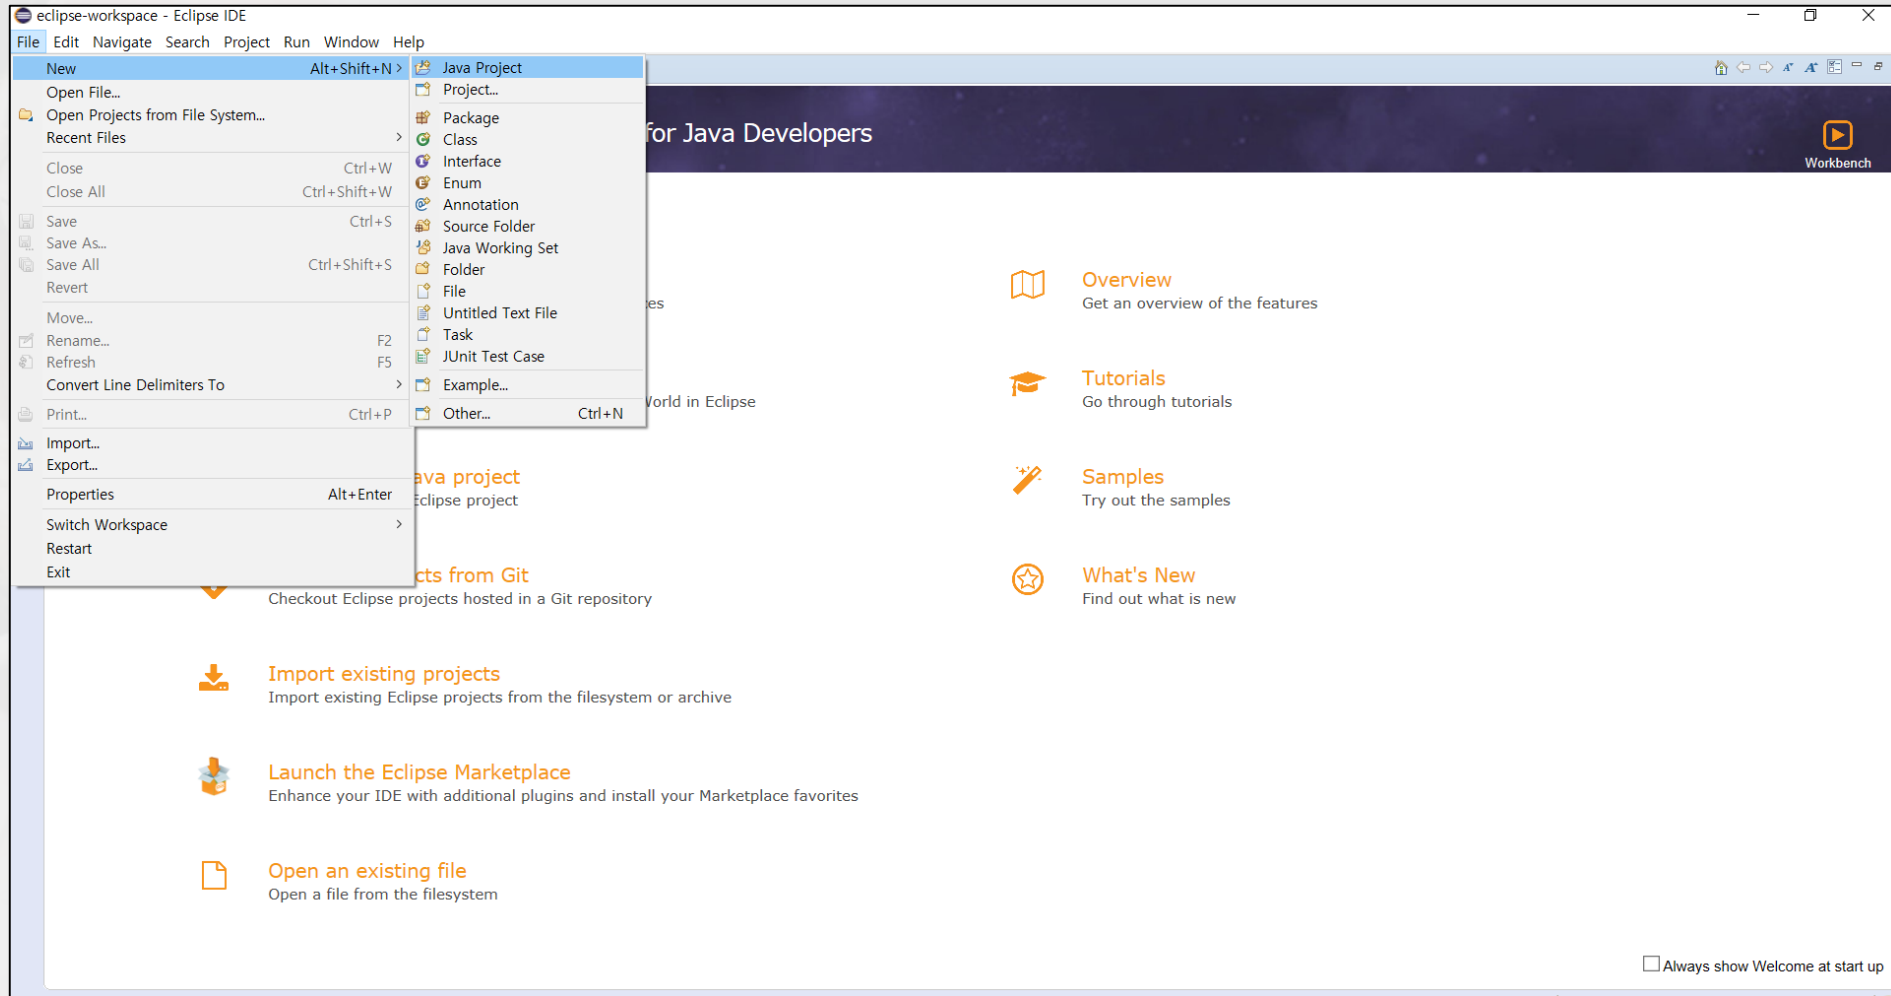 eclipse-workspace - Eclipse IDE
File Edit Navigate Search Project Run Window Help
New Alt+Shift+N >
Open File...
Open Projects from File System...
Recent Files >
Close Ctrl+W
Close All Ctrl+Shift+W
Save Ctrl+S
Save As...
Save All Ctrl+Shift+S
Revert
Move...
Rename... F2
Refresh F5
Convert Line Delimiters To >
Print... Ctrl+P
Import...
Export...
Properties Alt+Enter
Switch Workspace >
Restart
Exit
Java Project
Project...
Package
Class
Interface
Enum
Annotation
Source Folder
Java Working Set
Folder
File
Untitled Text File
Task
JUnit Test Case
Example...
Other... Ctrl+N
for Java Developers
Workbench
World in Eclipse
ava project
Eclipse project
cts from Git
Checkout Eclipse projects hosted in a Git repository
Import existing projects
Import existing Eclipse projects from the filesystem or archive
Launch the Eclipse Marketplace
Enhance your IDE with additional plugins and install your Marketplace favorites
Open an existing file
Open a file from the filesystem
Overview
Get an overview of the features
Tutorials
Go through tutorials
Samples
Try out the samples
What's New
Find out what is new
Always show Welcome at start up